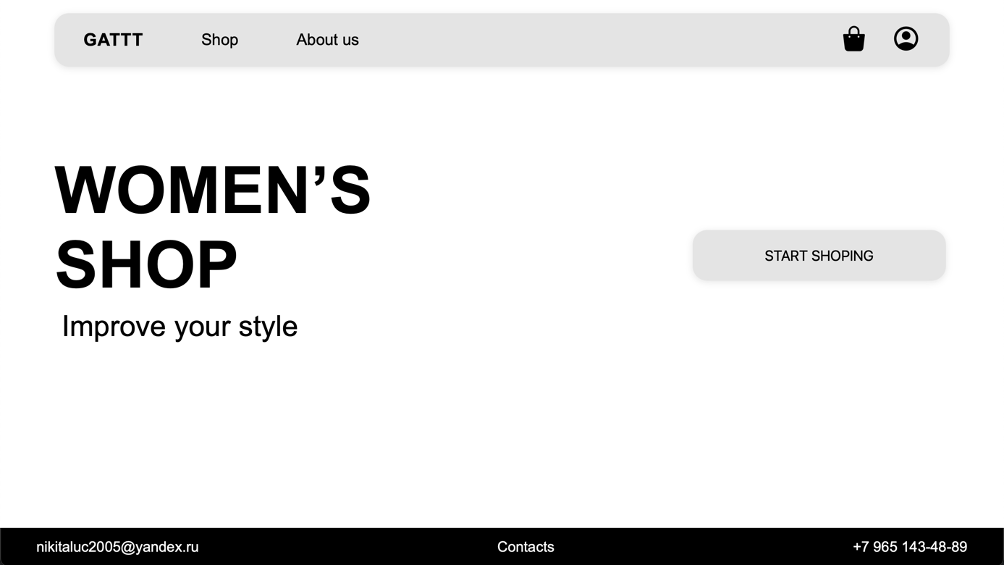 GATTT
Shop
About us
WOMEN’S
SHOP
Improve your style
START SHOPING
nikitaluc2005@yandex.ru
Contacts
+7 965 143-48-89